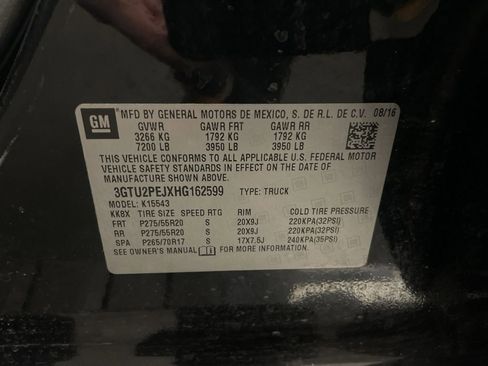 GM
MFD BY GENERAL MOTORS DE MEXICO, S. DE R.L. DE C.V. 08/16
GVWR GAWR FRT GAWR RR
3266 KG 1792 KG 1792 KG
7200 LB 3950 LB 3950 LB
THIS VEHICLE CONFORMS TO ALL APPLICABLE U.S. FEDERAL MOTOR
VEHICLE SAFETY STANDARDS IN EFFECT ON THE DATE OF
MANUFACTURE SHOWN ABOVE.
3GTU2PEJXHG162599 TYPE: TRUCK
MODEL: K15543
KK8X TIRE SIZE SPEED RTG RIM COLD TIRE PRESSURE
FRT P275/55R20 S 20X9J 220KPA(32PSI)
RR P275/55R20 S 20X9J 220KPA(32PSI)
SPA P265/70R17 S 17X7.5J 240KPA(35PSI)
SEE OWNER'S MANUAL FOR MORE INFORMATION.